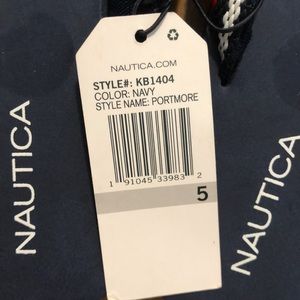 NAUTICA.COM
STYLE#: KB1404
COLOR: NAVY
STYLE NAME: PORTMORE
1 91045 33983 2
5
NAUTICA
NAUTICA